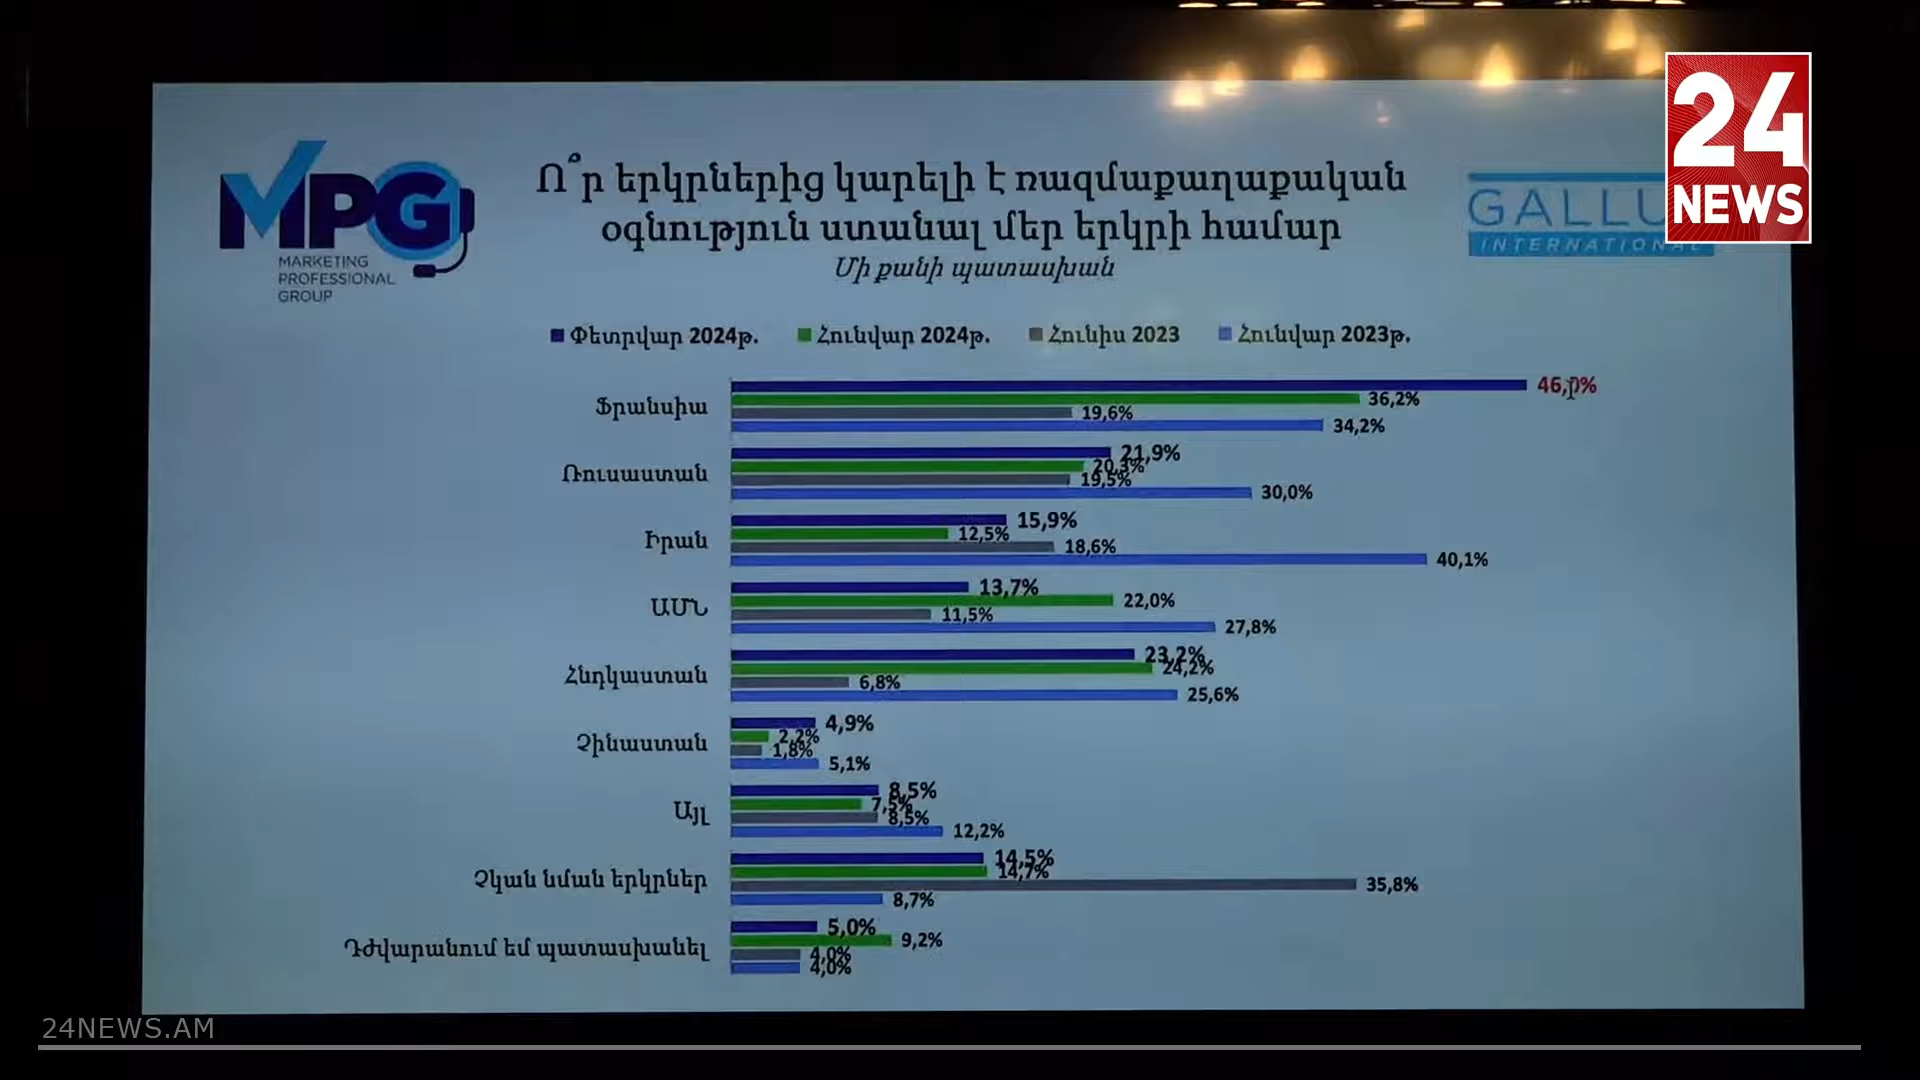 24
NEWS
MPG
MARKETING
PROFESSIONAL
GROUP
Ո՞ր երկրներից կարելի է ռազմաքաղաքական
օգնություն ստանալ մեր երկրի համար
Մի քանի պատասխան
GALLU
INTERNATIONAL
Փետրվար 2024թ. Հունվար 2024թ. Հունիս 2023 Հունվար 2023թ.
Ֆրանսիա
46,0%
36,2%
19,6%
34,2%
Ռուսաստան
21,9%
20,3%
19,5%
30,0%
Իրան
15,9%
12,5%
18,6%
40,1%
ԱՄՆ
13,7%
22,0%
11,5%
27,8%
Հնդկաստան
23,2%
24,2%
6,8%
25,6%
Չինաստան
4,9%
2,2%
1,8%
5,1%
Այլ
8,5%
7,5%
8,5%
12,2%
Չկան նման երկրներ
14,5%
14,7%
35,8%
8,7%
Դժվարանում եմ պատասխանել
5,0%
9,2%
4,0%
4,0%
24NEWS.AM